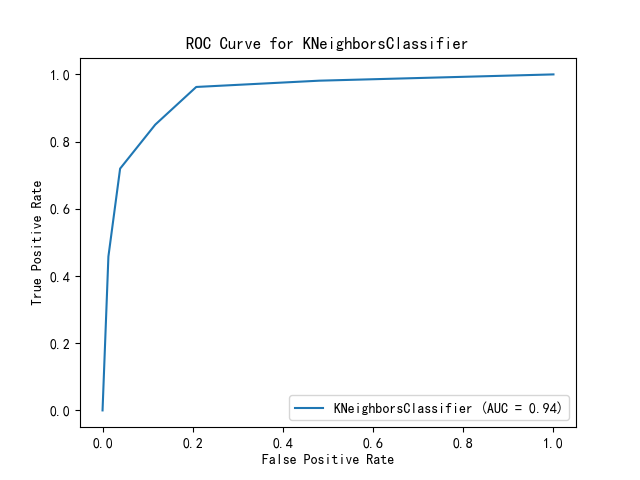 ROC Curve for KNeighborsClassifier
1.0
0.8
0.6
0.4
0.2
0.0
True Positive Rate
KNeighborsClassifier (AUC = 0.94)
0.0 0.2 0.4 0.6 0.8 1.0
False Positive Rate